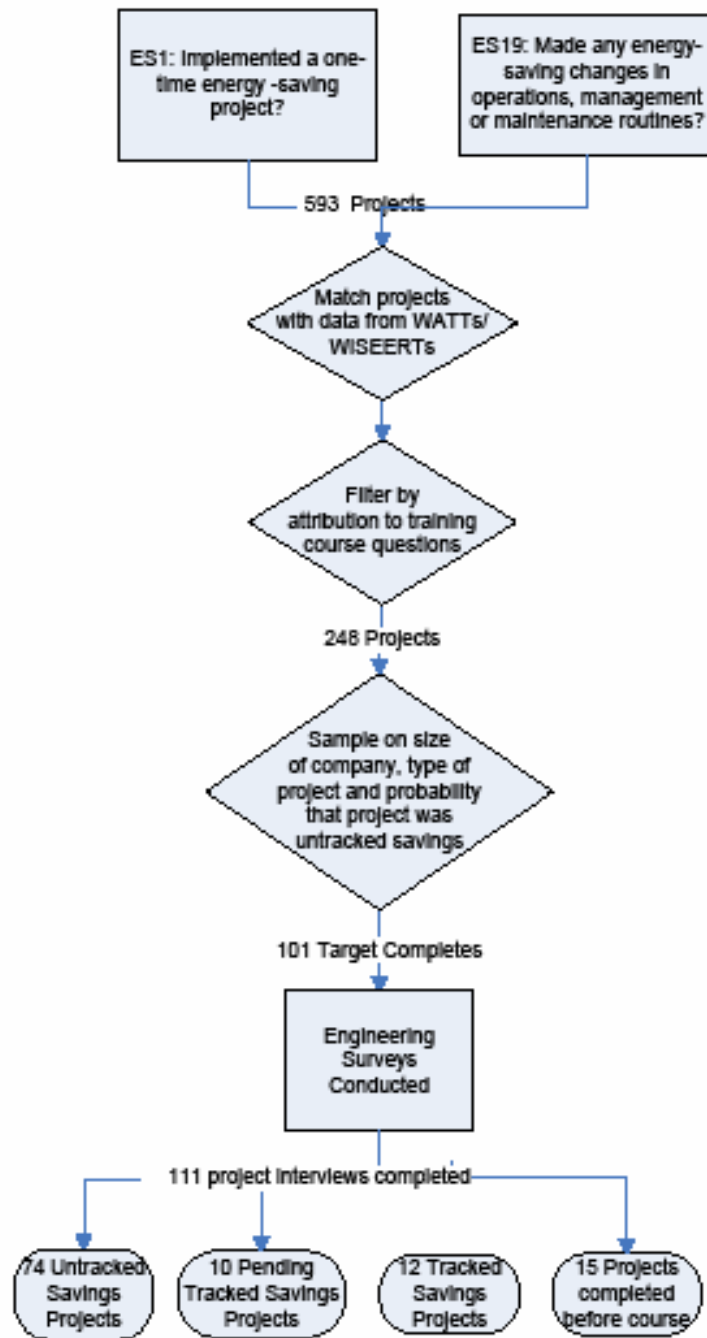 ES1: Implemented a one-
time energy -saving
project?
ES19: Made any energy-
saving changes in
operations, management
or maintenance routines?
593 Projects
Match projects
with data from WATTs/
WISEERTs
Filter by
attribution to training
course questions
248 Projects
Sample on size
of company, type of
project and probability
that project was
untracked savings
101 Target Completes
Engineering
Surveys
Conducted
111 project interviews completed
74 Untracked
Savings
Projects
10 Pending
Tracked Savings
Projects
12 Tracked
Savings
Projects
15 Projects
completed
before course